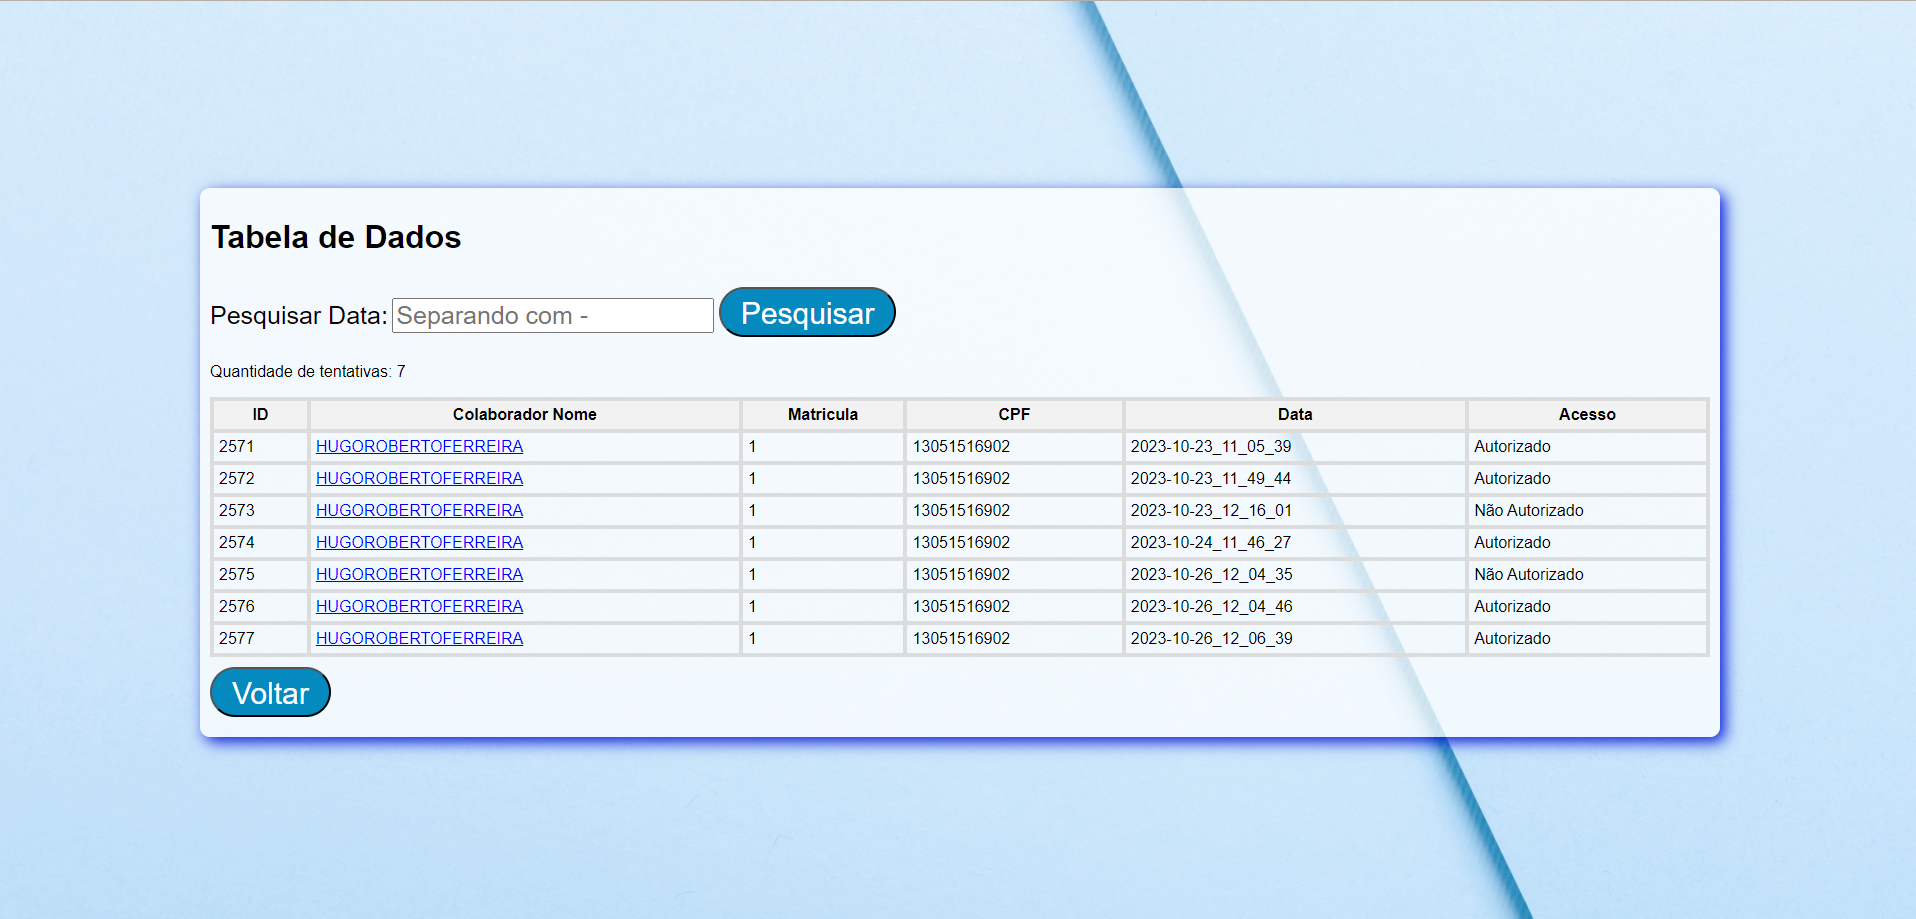 Tabela de Dados
Pesquisar Data: Separando com - Pesquisar
Quantidade de tentativas: 7
ID Colaborador Nome Matricula CPF Data Acesso
2571 HUGOROBERTOFERREIRA 1 13051516902 2023-10-23_11_05_39 Autorizado
2572 HUGOROBERTOFERREIRA 1 13051516902 2023-10-23_11_49_44 Autorizado
2573 HUGOROBERTOFERREIRA 1 13051516902 2023-10-23_12_16_01 Não Autorizado
2574 HUGOROBERTOFERREIRA 1 13051516902 2023-10-24_11_46_27 Autorizado
2575 HUGOROBERTOFERREIRA 1 13051516902 2023-10-26_12_04_35 Não Autorizado
2576 HUGOROBERTOFERREIRA 1 13051516902 2023-10-26_12_04_46 Autorizado
2577 HUGOROBERTOFERREIRA 1 13051516902 2023-10-26_12_06_39 Autorizado
Voltar